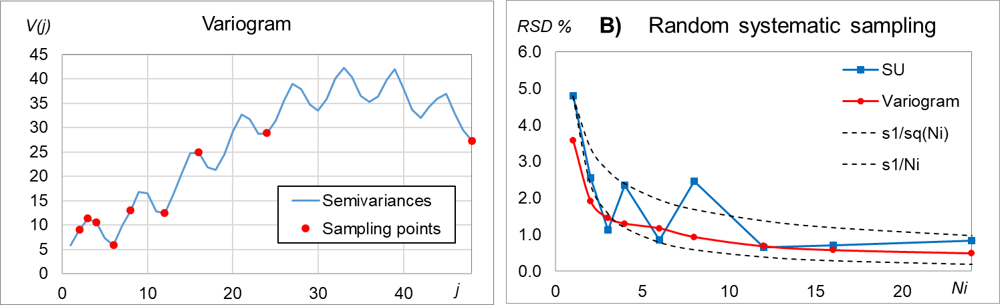 V(j)
Variogram
45
40
35
30
25
20
15
10
5
0
0
10
20
30
40
j
Semivariances
Sampling points
RSD %
B) Random systematic sampling
6.0
5.0
4.0
3.0
2.0
1.0
0.0
0
5
10
15
20
Ni
SU
Variogram
s1/sq(Ni)
s1/Ni